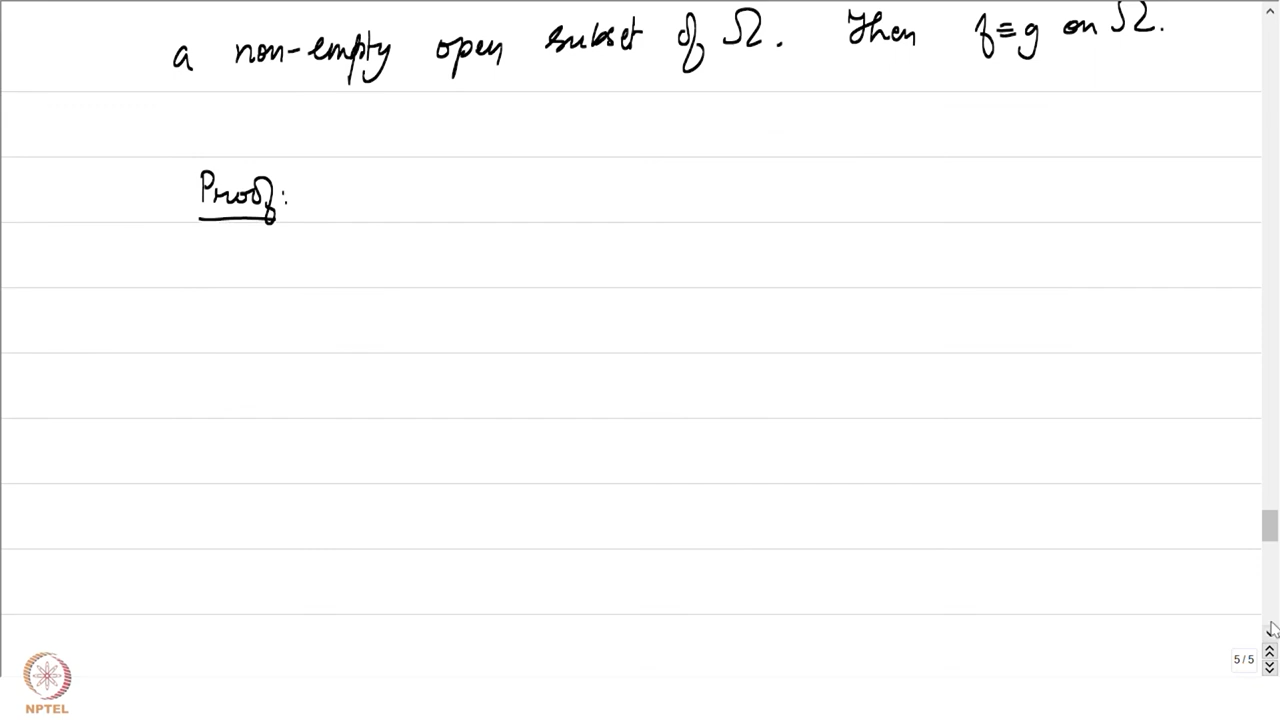 a non-empty open subset of Ω. Then f≡g on Ω.
Proof:
5 / 5
NPTEL